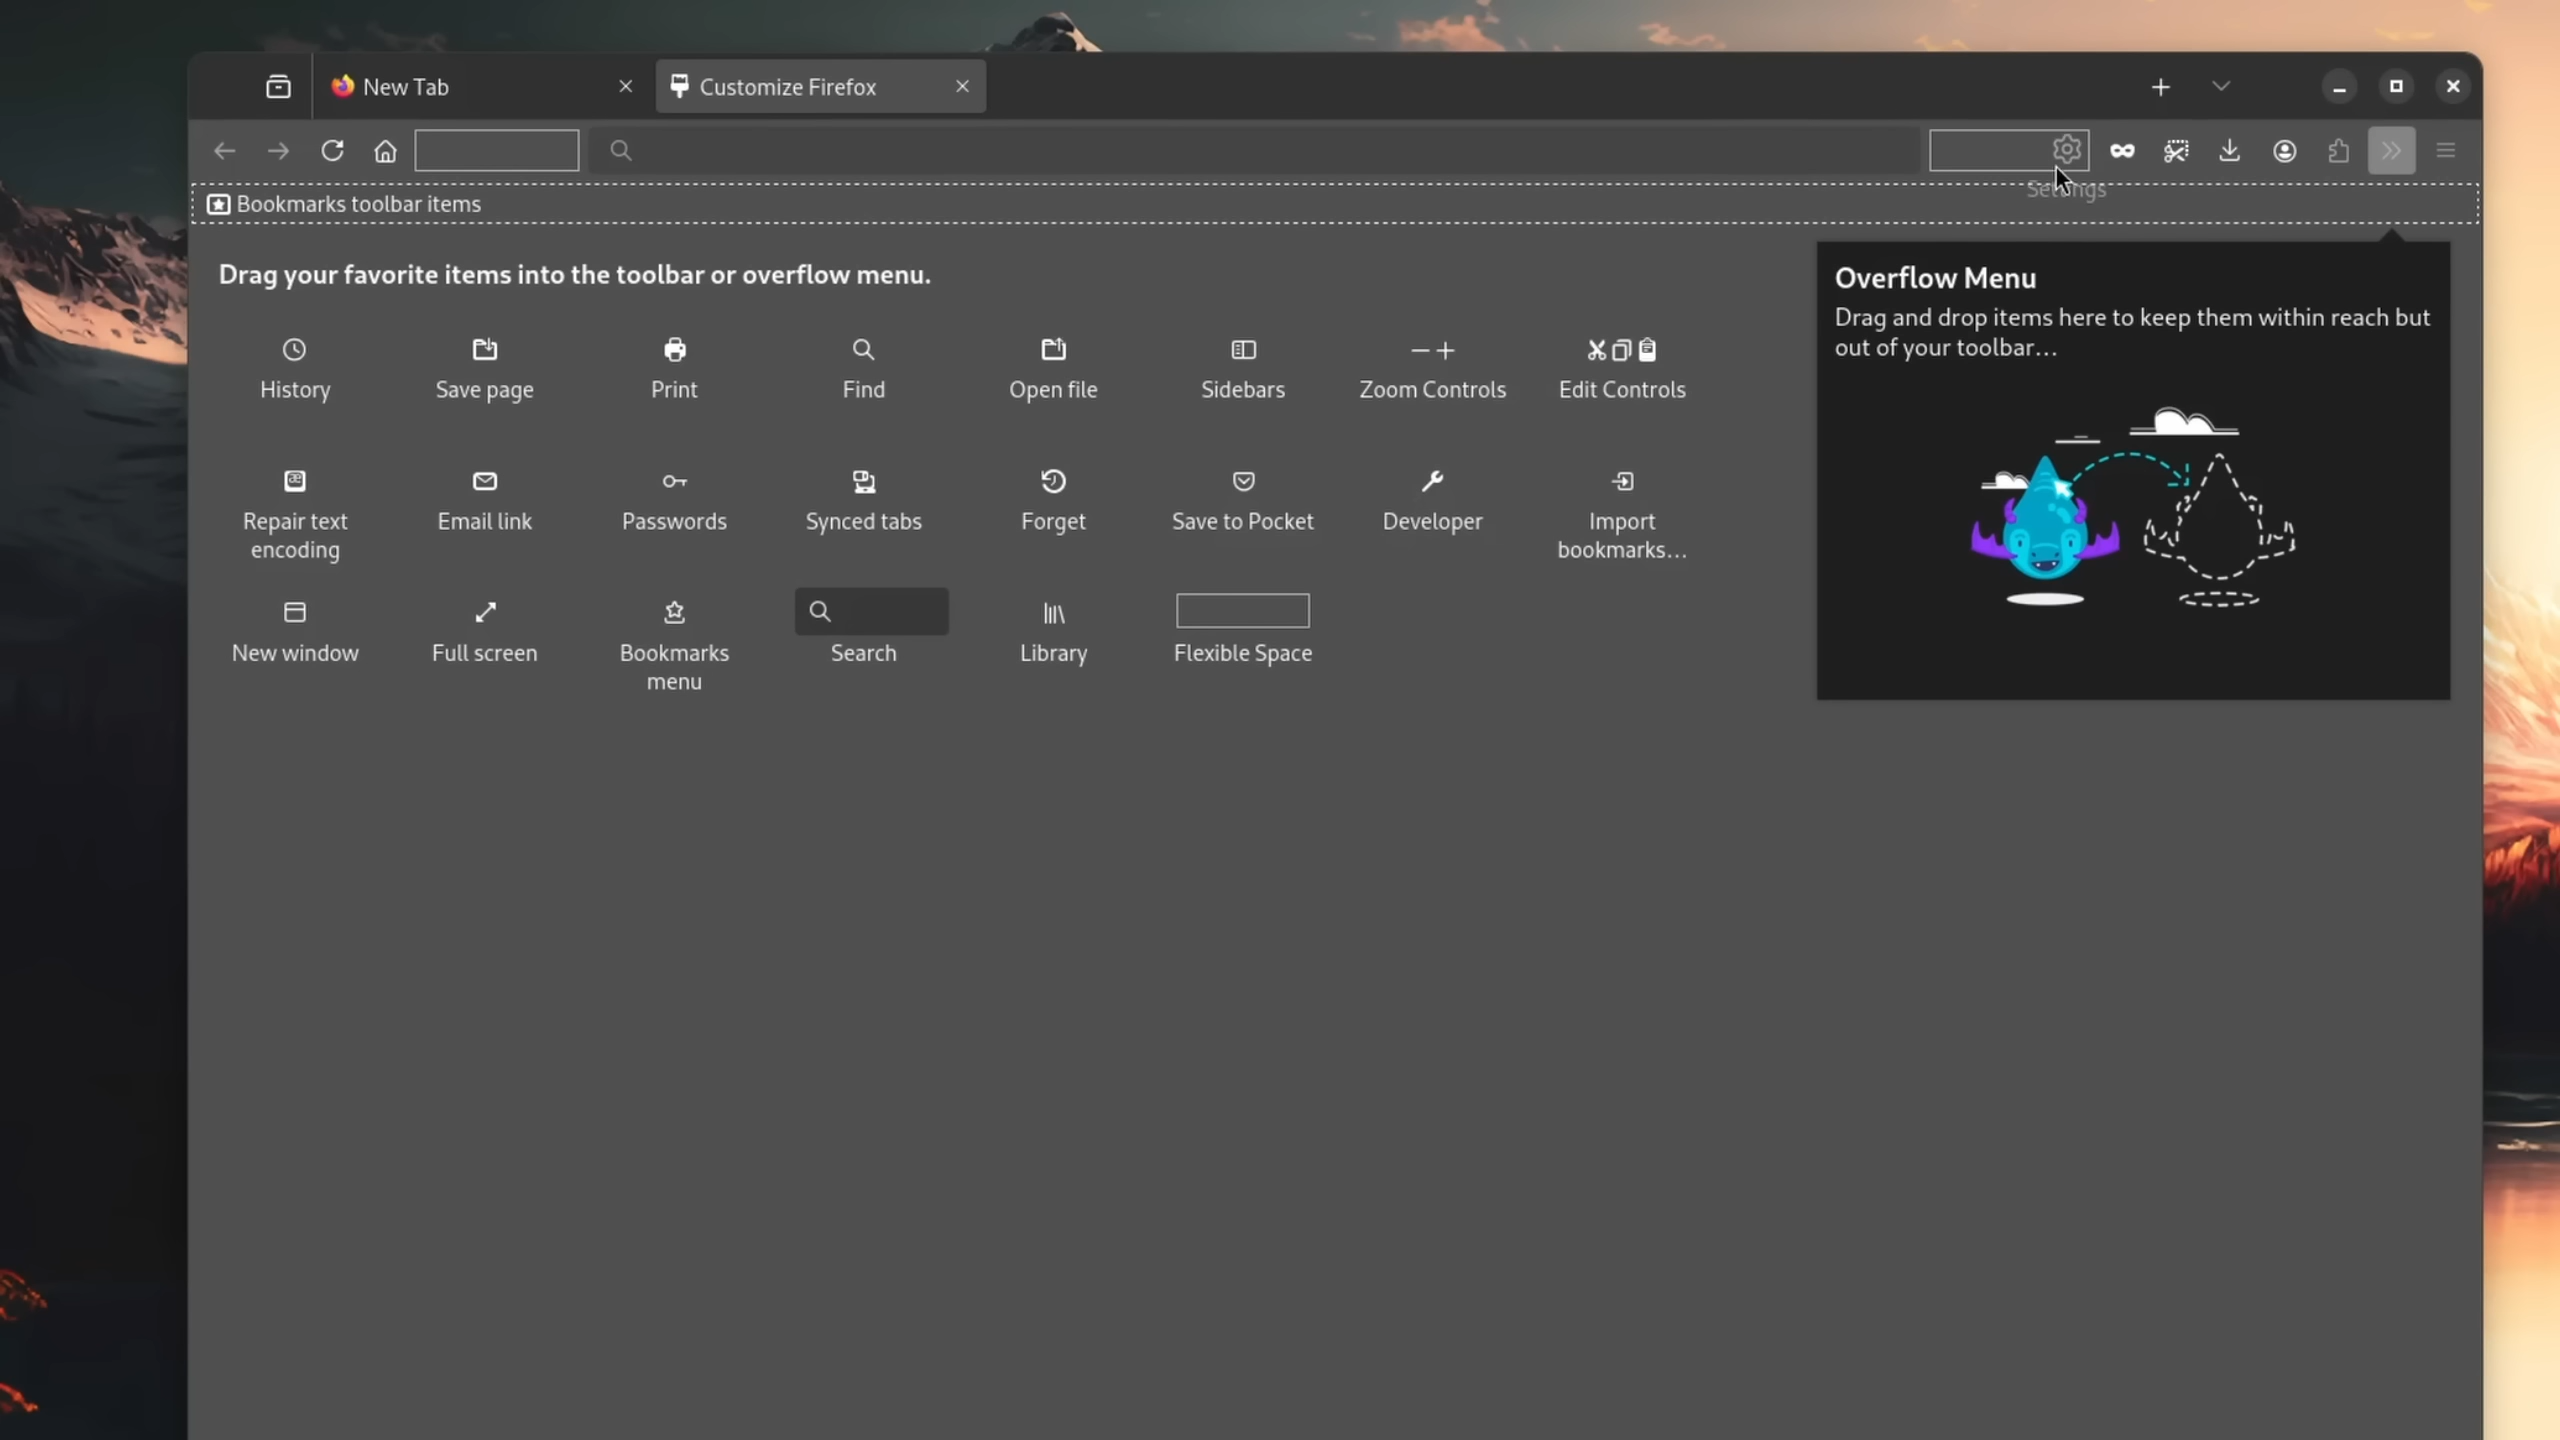 New Tab
Customize Firefox
Settings
Bookmarks toolbar items
Drag your favorite items into the toolbar or overflow menu.
History
Save page
Print
Find
Open file
Sidebars
Zoom Controls
Edit Controls
Repair text
encoding
Email link
Passwords
Synced tabs
Forget
Save to Pocket
Developer
Import
bookmarks...
New window
Full screen
Bookmarks
menu
Search
Library
Flexible Space
Overflow Menu
Drag and drop items here to keep them within reach but
out of your toolbar...